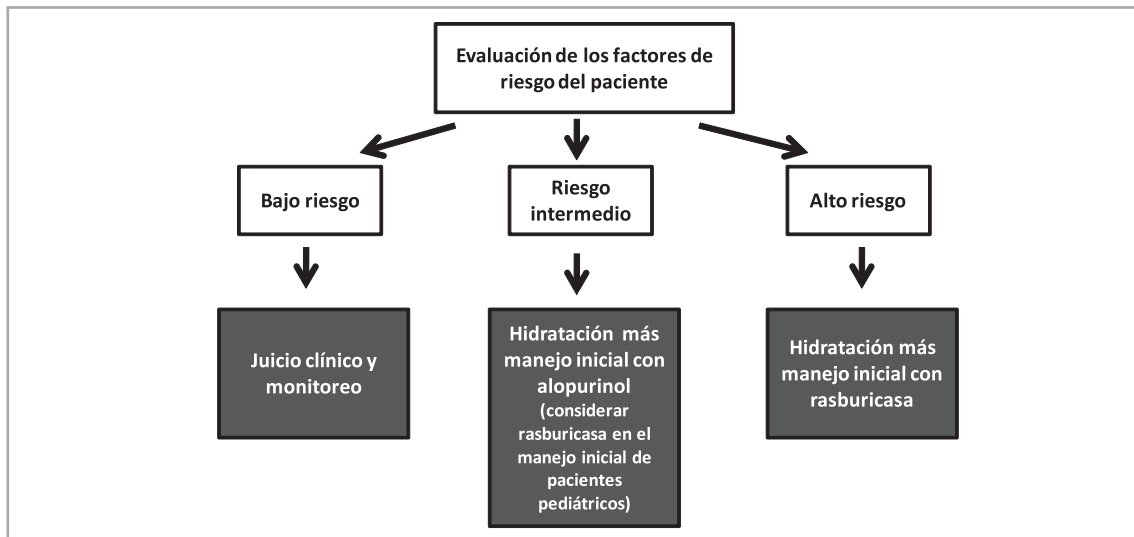 Evaluación de los factores de
riesgo del paciente
Bajo riesgo
Riesgo
intermedio
Alto riesgo
Juicio clínico y
monitoreo
Hidratación más
manejo inicial con
alopurinol
(considerar
rasburicasa en el
manejo inicial de
pacientes
pediátricos)
Hidratación más
manejo inicial con
rasburicasa